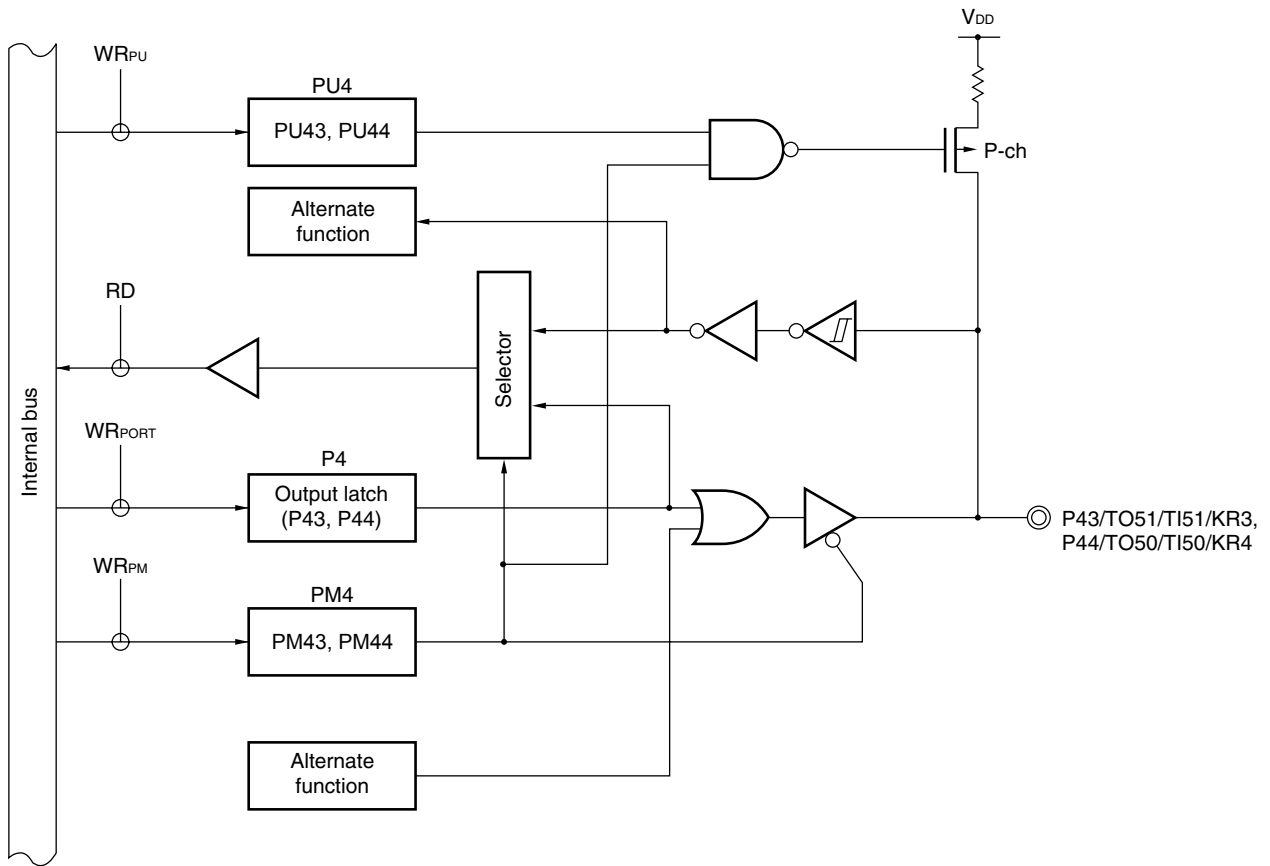 VDD
WRPU
PU4
PU43, PU44
P-ch
Alternate
function
RD
Selector
Internal bus
WRPORT
P4
Output latch
(P43, P44)
P43/TO51/TI51/KR3,
P44/TO50/TI50/KR4
WRPM
PM4
PM43, PM44
Alternate
function